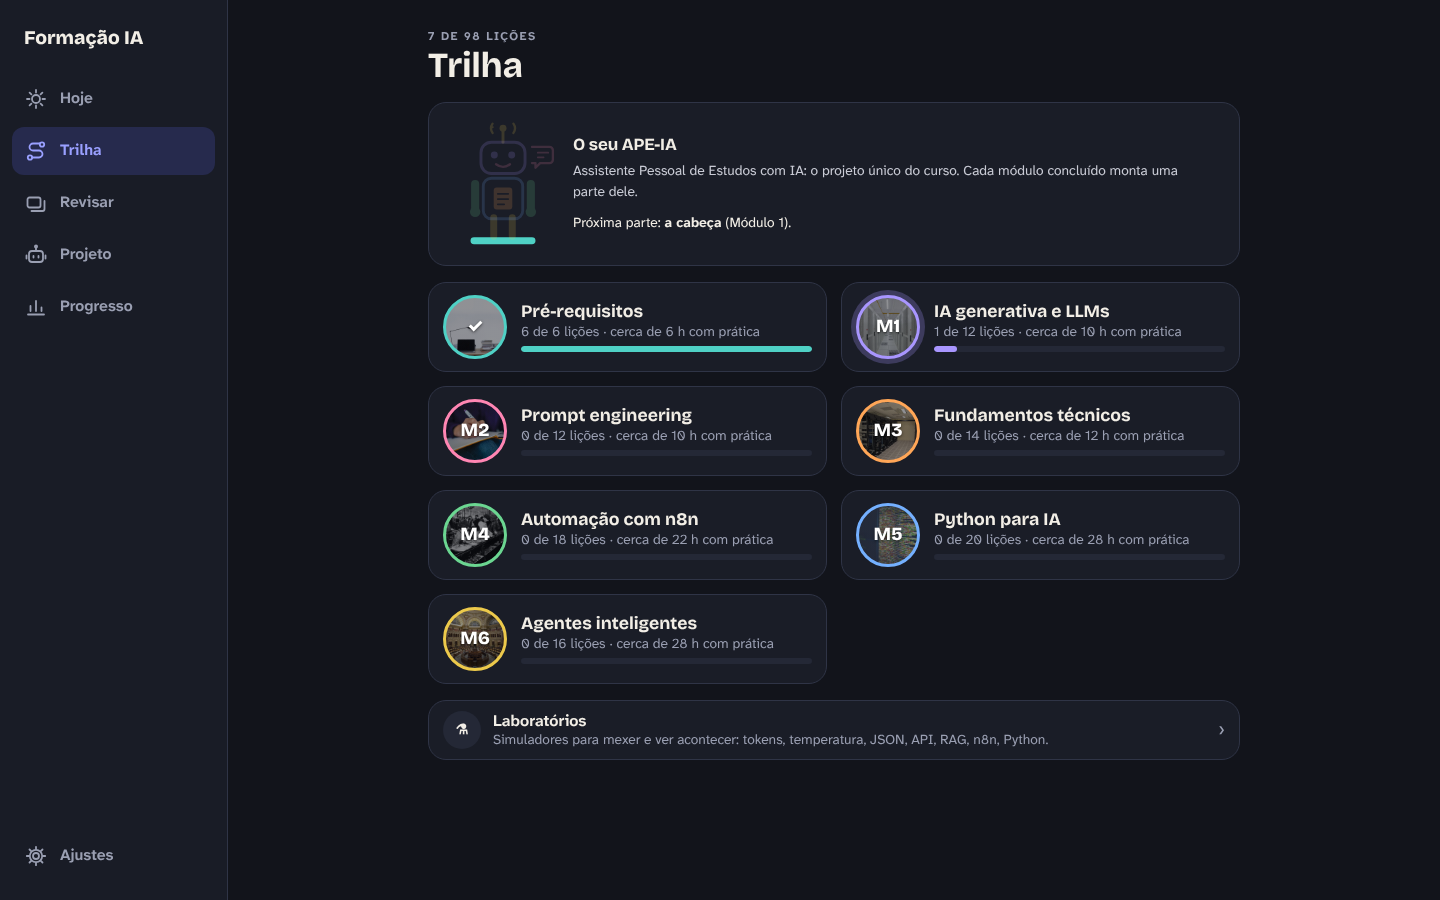 Formação IA
Hoje
Trilha
Revisar
Projeto
Progresso
Ajustes
7 DE 98 LIÇÕES
Trilha
O seu APE-IA
Assistente Pessoal de Estudos com IA: o projeto único do curso. Cada módulo concluído monta uma
parte dele.
Próxima parte: a cabeça (Módulo 1).
Pré-requisitos
6 de 6 lições · cerca de 6 h com prática
M1
IA generativa e LLMs
1 de 12 lições · cerca de 10 h com prática
M2
Prompt engineering
0 de 12 lições · cerca de 10 h com prática
M3
Fundamentos técnicos
0 de 14 lições · cerca de 12 h com prática
M4
Automação com n8n
0 de 18 lições · cerca de 22 h com prática
M5
Python para IA
0 de 20 lições · cerca de 28 h com prática
M6
Agentes inteligentes
0 de 16 lições · cerca de 28 h com prática
Laboratórios
Simuladores para mexer e ver acontecer: tokens, temperatura, JSON, API, RAG, n8n, Python.